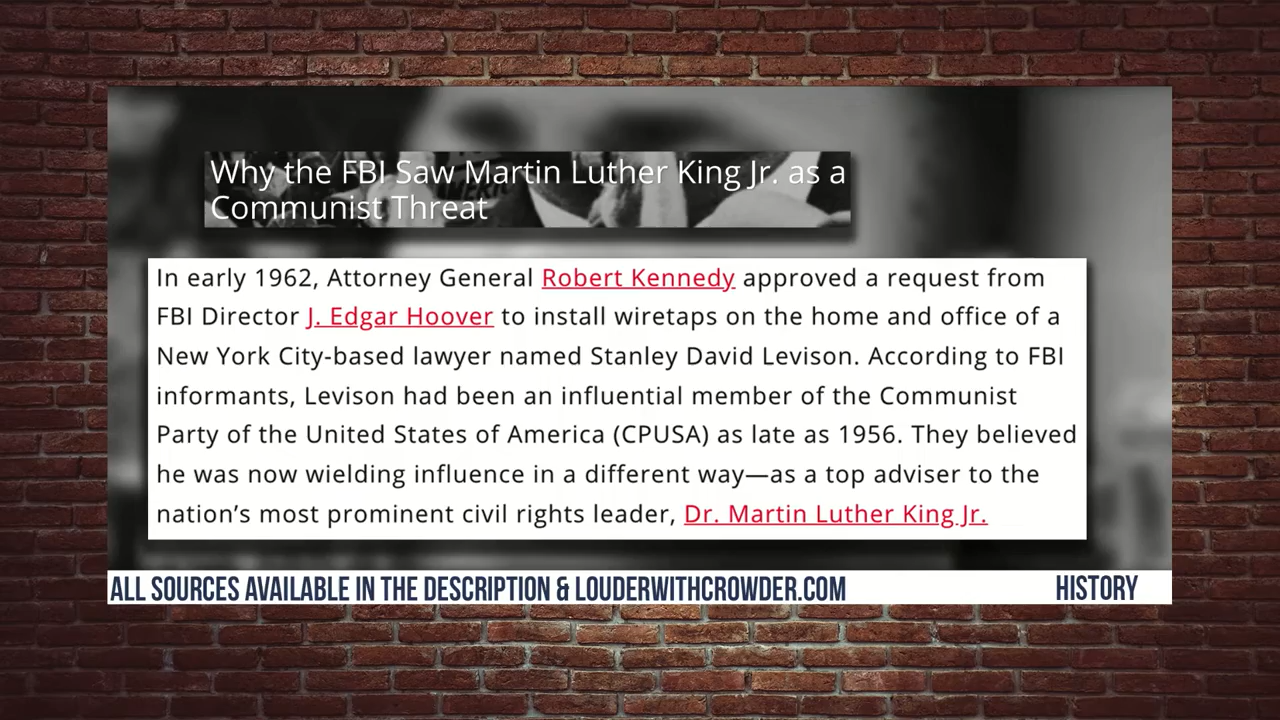 Why the FBI Saw Martin Luther King Jr. as a
Communist Threat
In early 1962, Attorney General Robert Kennedy approved a request from
FBI Director J. Edgar Hoover to install wiretaps on the home and office of a
New York City-based lawyer named Stanley David Levison. According to FBI
informants, Levison had been an influential member of the Communist
Party of the United States of America (CPUSA) as late as 1956. They believed
he was now wielding influence in a different way—as a top adviser to the
nation’s most prominent civil rights leader, Dr. Martin Luther King Jr.
ALL SOURCES AVAILABLE IN THE DESCRIPTION & LOUDERWITHCROWDER.COM HISTORY